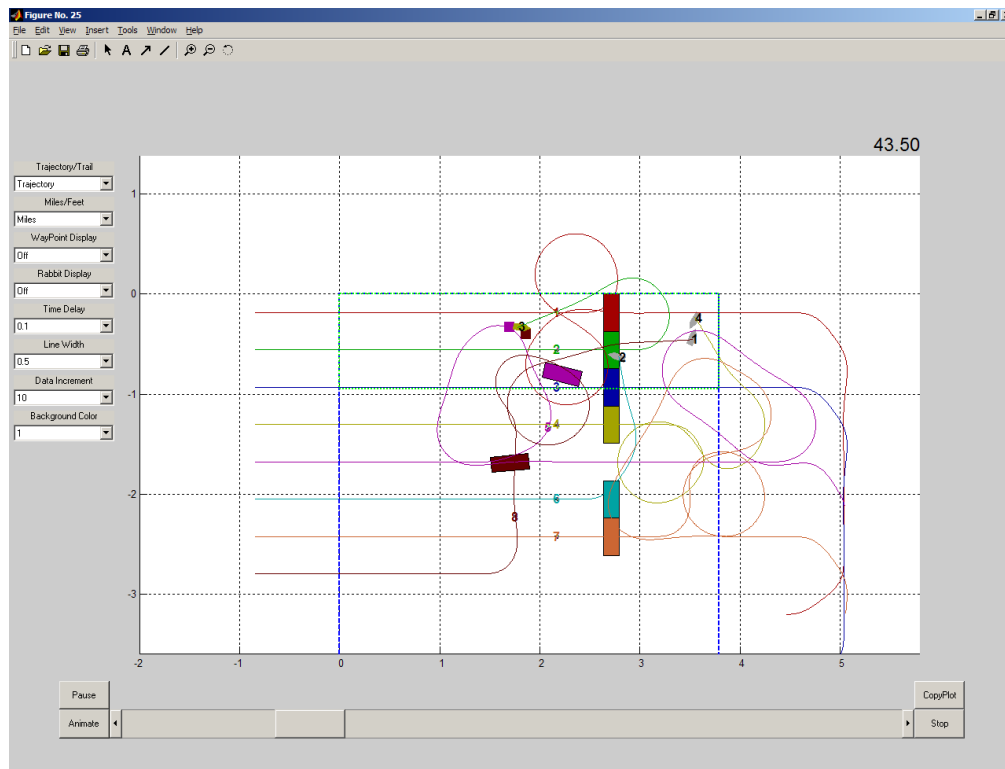 Figure No. 25
File Edit View Insert Tools Window Help
A
43.50
Trajectory/Trail
Trajectory
Miles/Feet
Miles
WayPoint Display
Off
Rabbit Display
Off
Time Delay
0.1
Line Width
0.5
Data Increment
10
Background Color
1
1
0
-1
-2
-3
-2 -1 0 1 2 3 4 5
1
2
3
4
7
8
3
2
1
4
Pause
CopyPlot
Animate
Stop